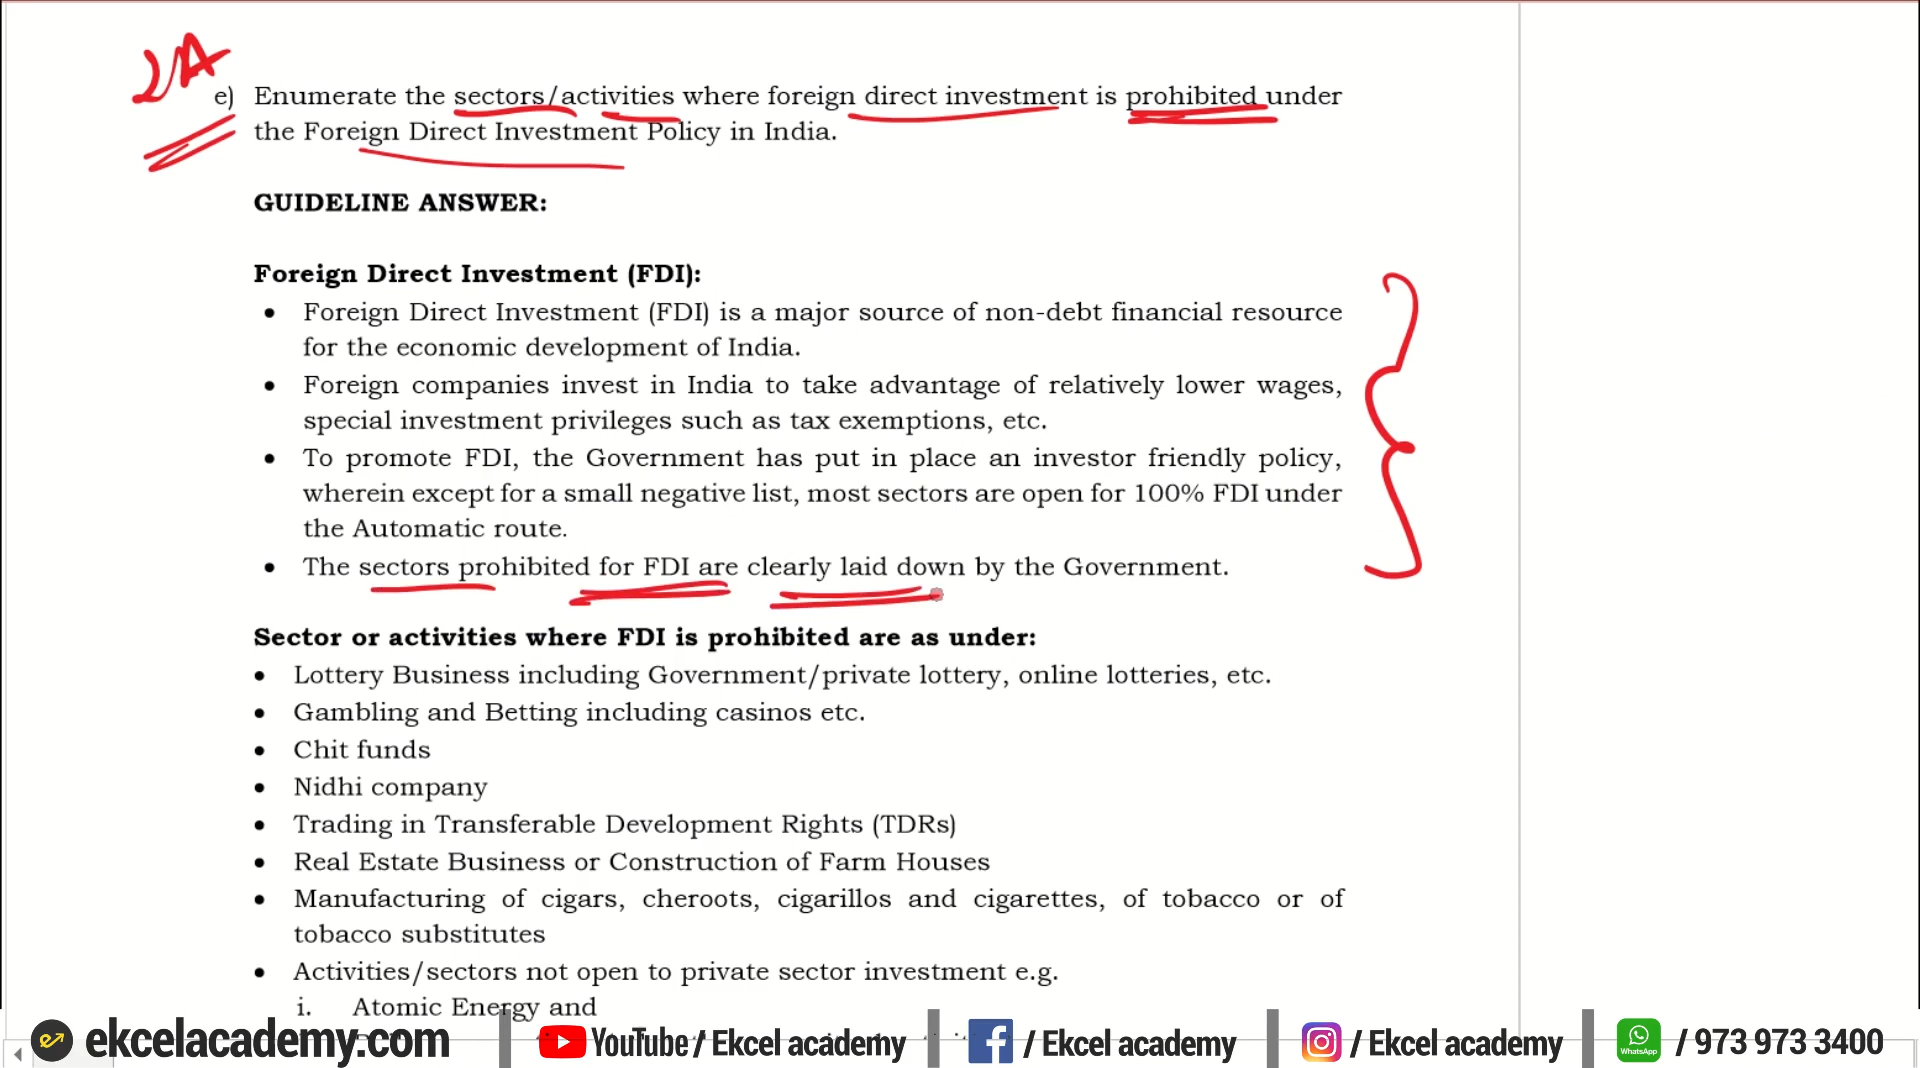 2A
e) Enumerate the sectors/activities where foreign direct investment is prohibited under
the Foreign Direct Investment Policy in India.
GUIDELINE ANSWER:
Foreign Direct Investment (FDI):
• Foreign Direct Investment (FDI) is a major source of non-debt financial resource
for the economic development of India.
• Foreign companies invest in India to take advantage of relatively lower wages,
special investment privileges such as tax exemptions, etc.
• To promote FDI, the Government has put in place an investor friendly policy,
wherein except for a small negative list, most sectors are open for 100% FDI under
the Automatic route.
• The sectors prohibited for FDI are clearly laid down by the Government.
Sector or activities where FDI is prohibited are as under:
• Lottery Business including Government/private lottery, online lotteries, etc.
• Gambling and Betting including casinos etc.
• Chit funds
• Nidhi company
• Trading in Transferable Development Rights (TDRs)
• Real Estate Business or Construction of Farm Houses
• Manufacturing of cigars, cheroots, cigarillos and cigarettes, of tobacco or of
tobacco substitutes
• Activities/sectors not open to private sector investment e.g.
i. Atomic Energy and
ekcelacademy.com YouTube / Ekcel academy / Ekcel academy / Ekcel academy WhatsApp / 973 973 3400